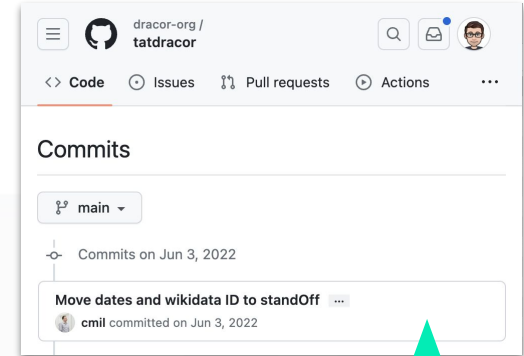 dracor-org /
tatdracor
Code Issues Pull requests Actions ...
Commits
main
Commits on Jun 3, 2022
Move dates and wikidata ID to standOff ...
cmil committed on Jun 3, 2022